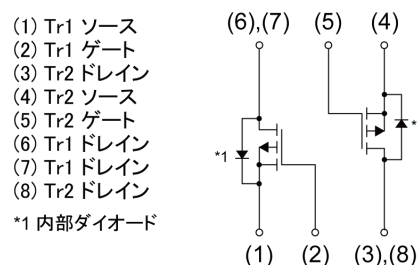 (1) Tr1 ソース
(2) Tr1 ゲート
(3) Tr2 ドレイン
(4) Tr2 ソース
(5) Tr2 ゲート
(6) Tr1 ドレイン
(7) Tr1 ドレイン
(8) Tr2 ドレイン
*1 内部ダイオード
(6),(7) (5) (4)
*1 *
(1) (2) (3),(8)